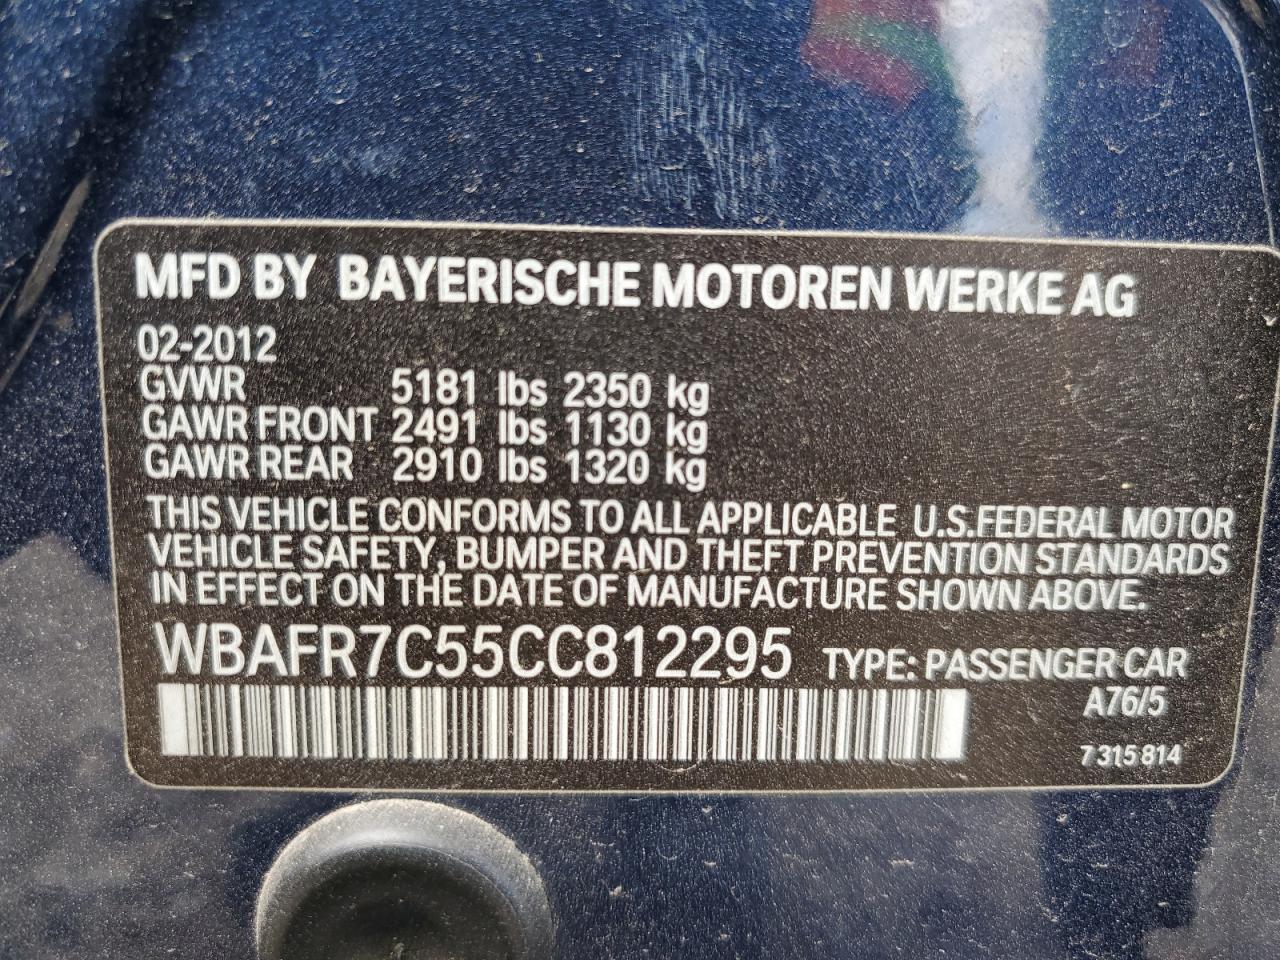 MFD BY BAYERISCHE MOTOREN WERKE AG
02-2012
GVWR 5181 lbs 2350 kg
GAWR FRONT 2491 lbs 1130 kg
GAWR REAR 2910 lbs 1320 kg
THIS VEHICLE CONFORMS TO ALL APPLICABLE U.S.FEDERAL MOTOR
VEHICLE SAFETY, BUMPER AND THEFT PREVENTION STANDARDS
IN EFFECT ON THE DATE OF MANUFACTURE SHOWN ABOVE.
WBAFR7C55CC812295 TYPE: PASSENGER CAR
A76/5
7 315 814